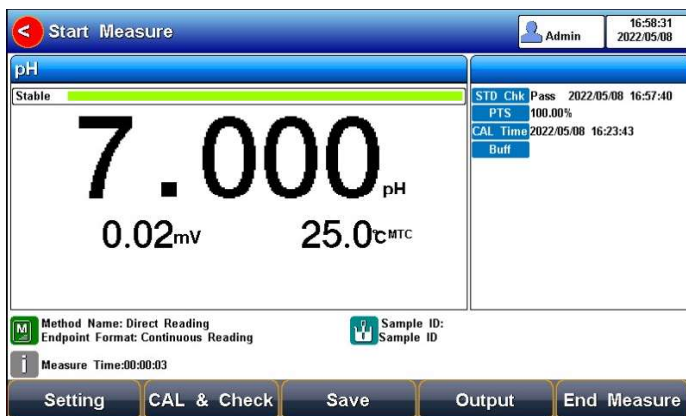 < Start Measure
Admin
16:58:31
2022/05/08
pH
Stable
7.000 pH
0.02mV 25.0℃ MTC
STD Chk Pass 2022/05/08 16:57:40
PTS 100.00%
CAL Time 2022/05/08 16:23:43
Buff
M Method Name: Direct Reading
Endpoint Format: Continuous Reading
Sample ID:
Sample ID
i Measure Time:00:00:03
Setting CAL & Check Save Output End Measure